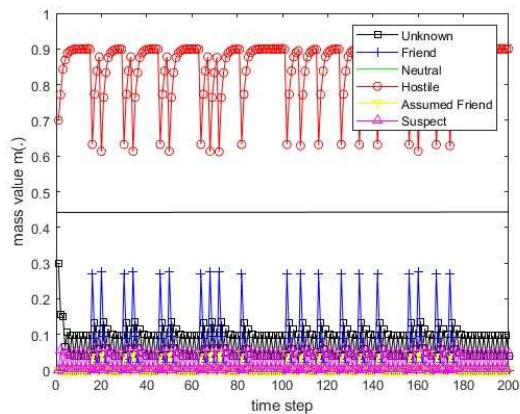 1
0.9
0.8
0.7
0.6
0.5
0.4
0.3
0.2
0.1
0
mass value m(.)
0 20 40 60 80 100 120 140 160 180 200
time step
Unknown
Friend
Neutral
Hostile
Assumed Friend
Suspect